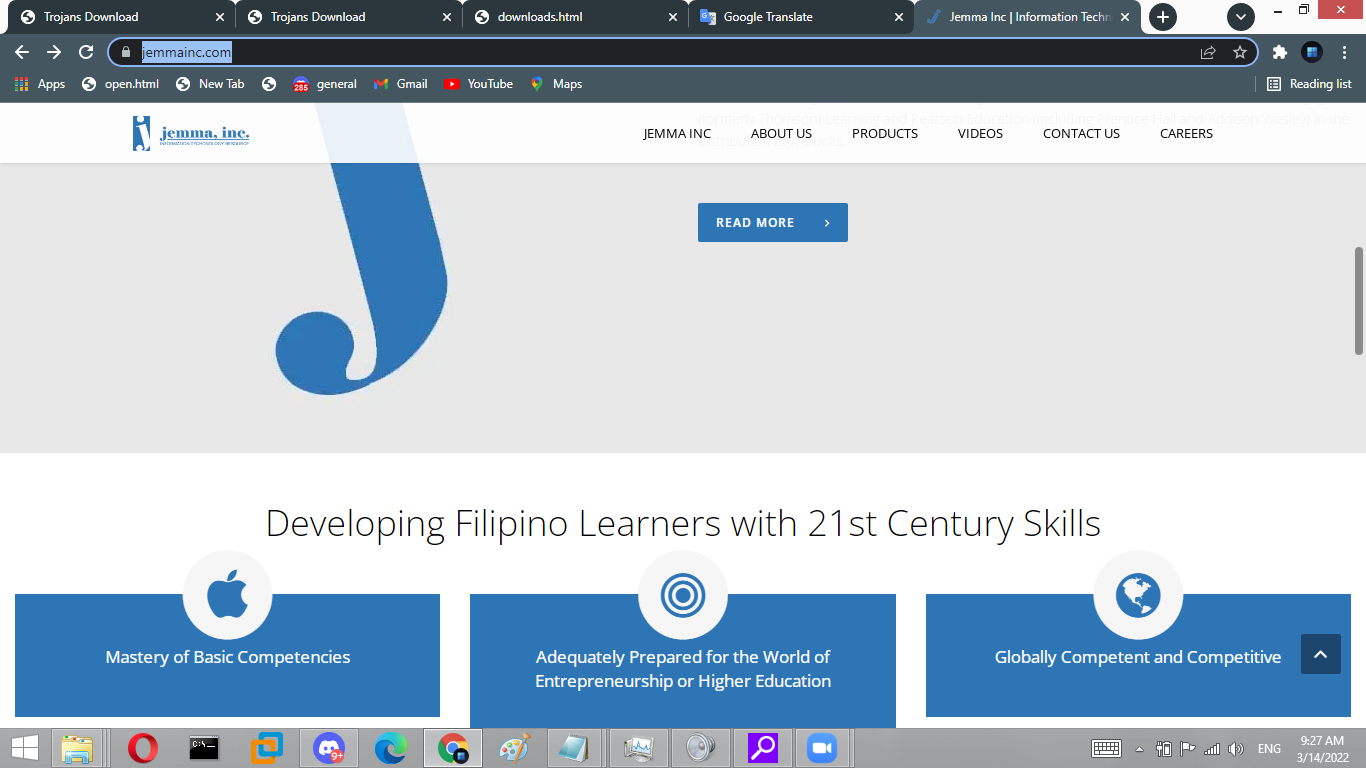 Trojans Download
Trojans Download
downloads.html
Google Translate
Jemma Inc | Information Techn
jemmainc.com
Apps
open.html
New Tab
285
general
Gmail
YouTube
Maps
Reading list
jemma, inc.
INFORMATION TECHNOLOGY RESOURCE
JEMMA INC
ABOUT US
PRODUCTS
VIDEOS
CONTACT US
CAREERS
(formerly Thomson) Learning and Pearson Education (including Prentice Hall and Addison Wesley) in the
READ MORE
Developing Filipino Learners with 21st Century Skills
Mastery of Basic Competencies
Adequately Prepared for the World of
Entrepreneurship or Higher Education
Globally Competent and Competitive
C:\.
9+
ENG
9:27 AM
3/14/2022